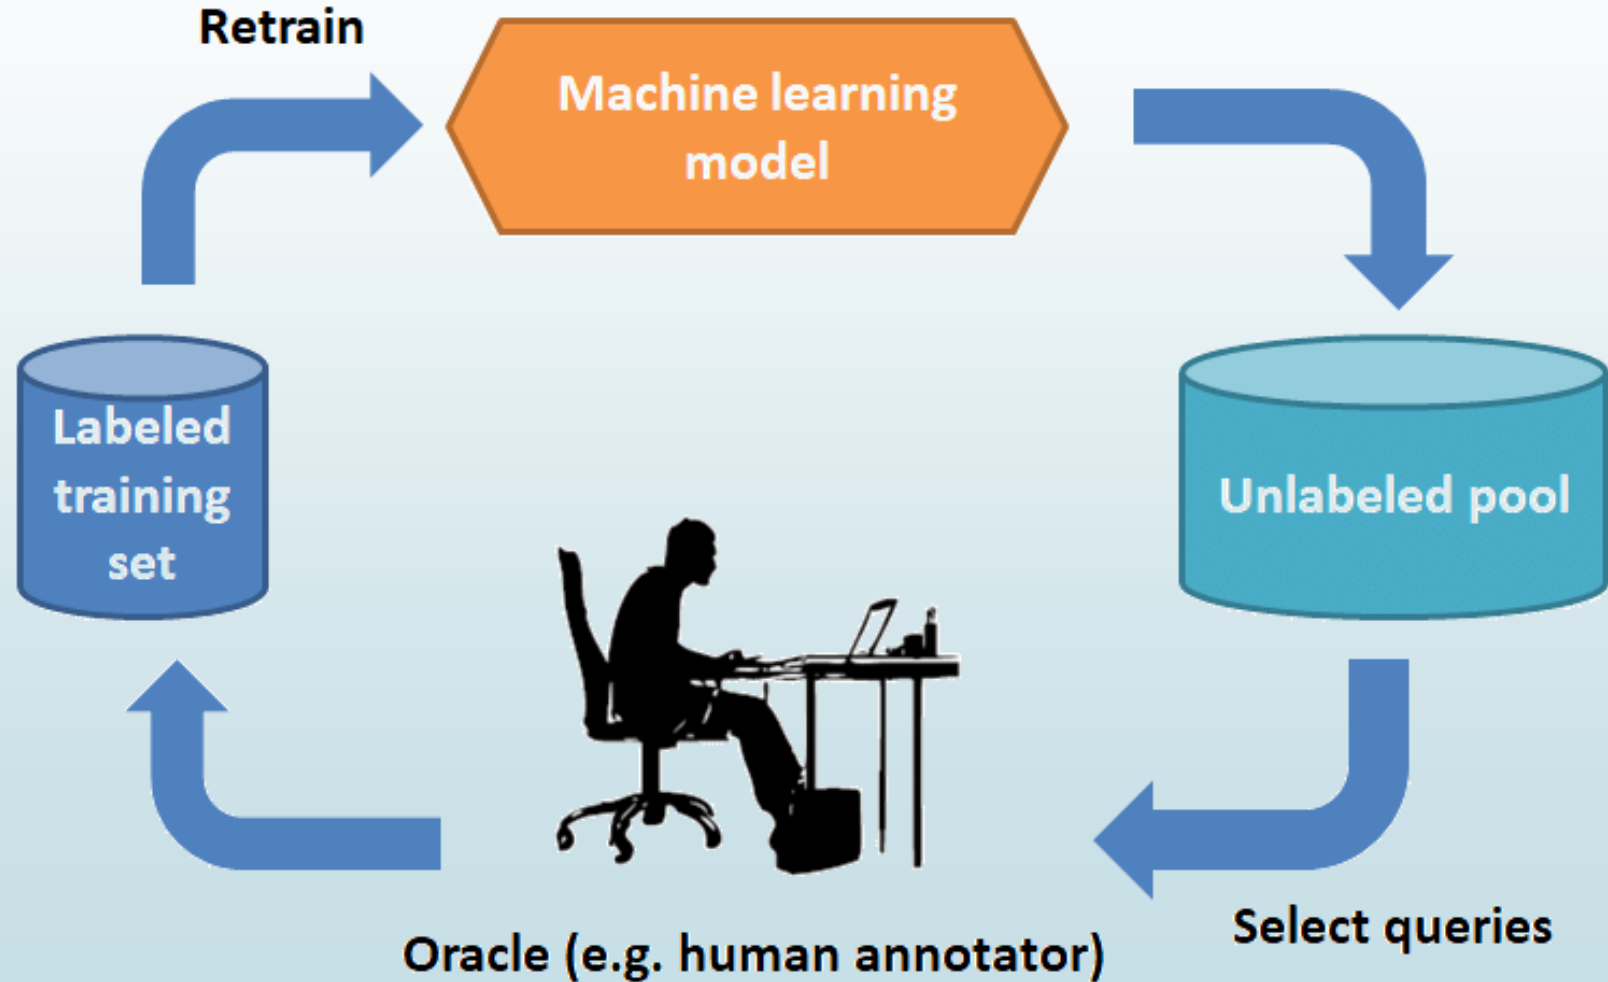 Retrain
Machine learning
model
Labeled
training
set
Unlabeled pool
Select queries
Oracle (e.g. human annotator)